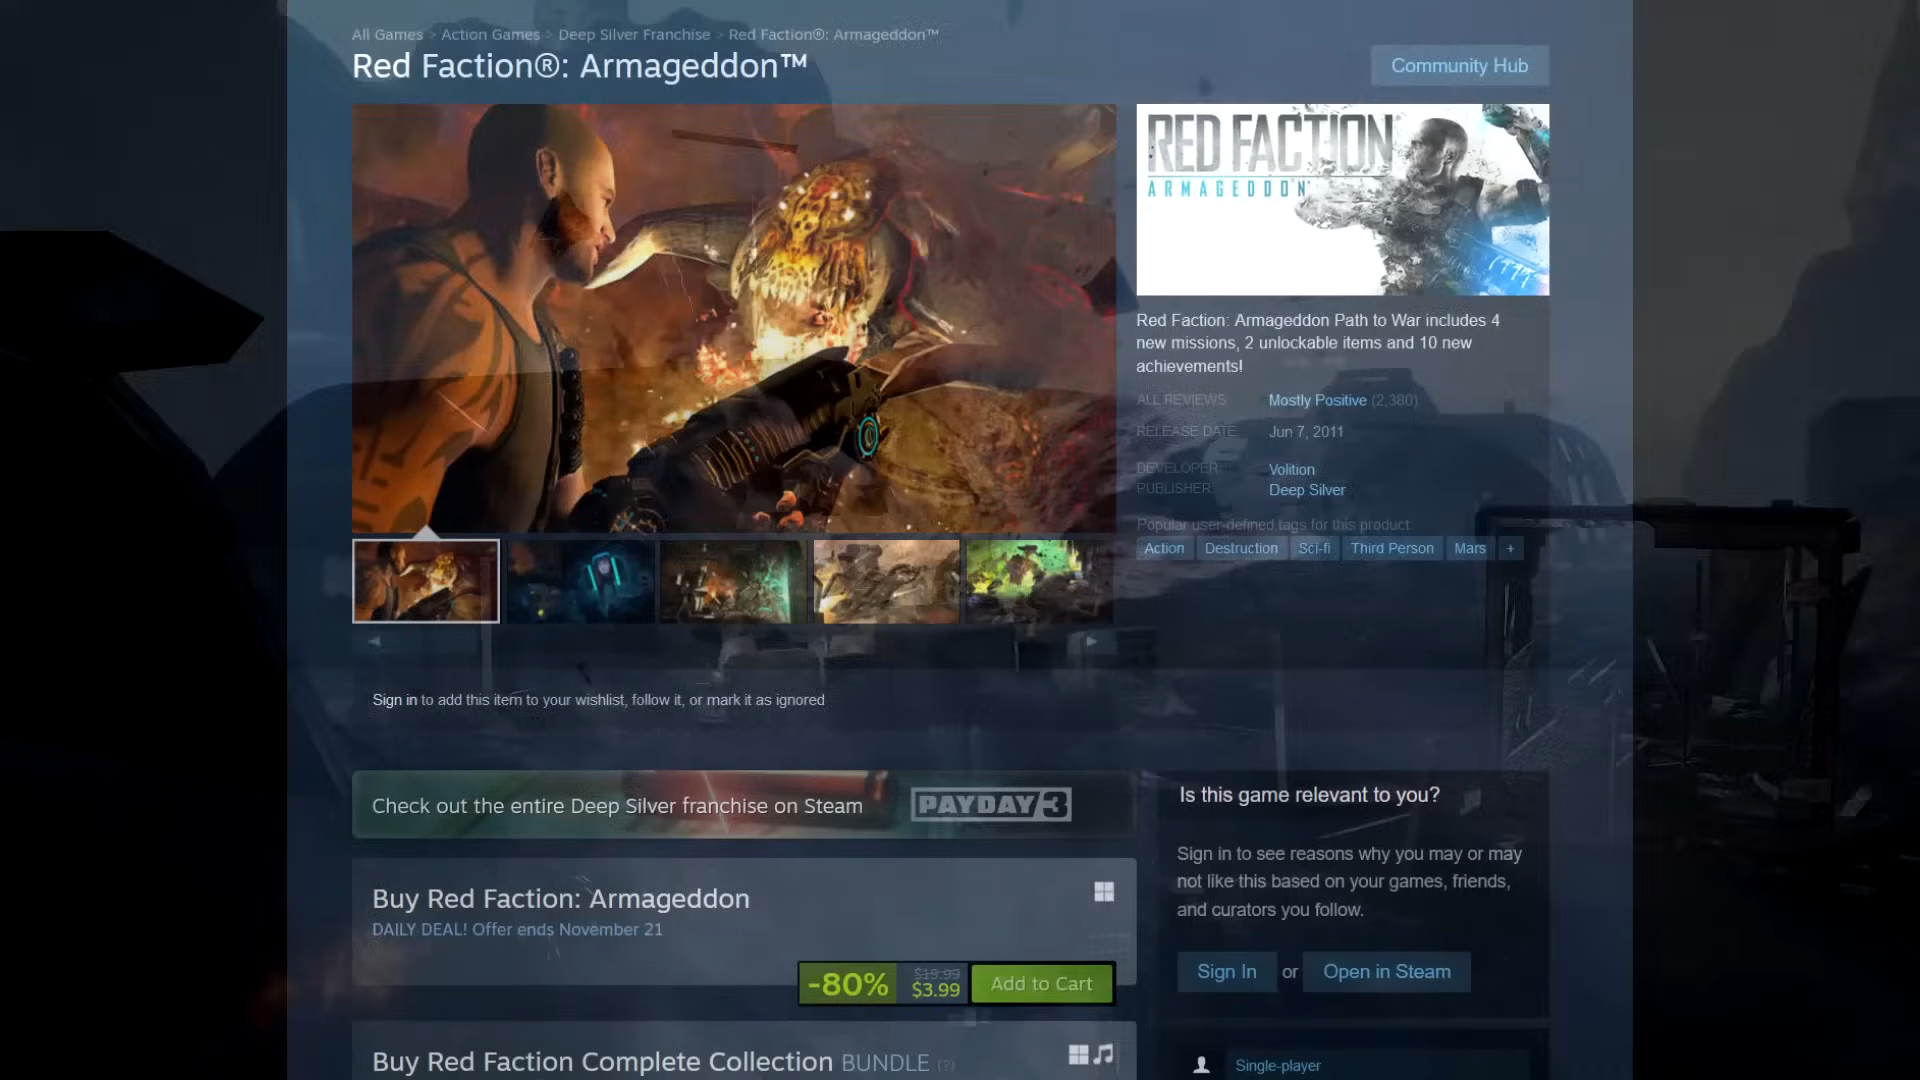 All Games > Action Games > Deep Silver Franchise > Red Faction®: Armageddon™
Red Faction®: Armageddon™
Community Hub
RED FACTION
ARMAGEDDON
Red Faction: Armageddon Path to War includes 4
new missions, 2 unlockable items and 10 new
achievements!
ALL REVIEWS: Mostly Positive (2,380)
RELEASE DATE: Jun 7, 2011
DEVELOPER: Volition
PUBLISHER: Deep Silver
Popular user-defined tags for this product:
Action Destruction Sci-fi Third Person Mars +
Sign in to add this item to your wishlist, follow it, or mark it as ignored
Check out the entire Deep Silver franchise on Steam
PAYDAY 3
Is this game relevant to you?
Sign in to see reasons why you may or may
not like this based on your games, friends,
and curators you follow.
Sign In or Open in Steam
Buy Red Faction: Armageddon
DAILY DEAL! Offer ends November 21
-80% $19.99 $3.99 Add to Cart
Buy Red Faction Complete Collection BUNDLE (?)
Single-player